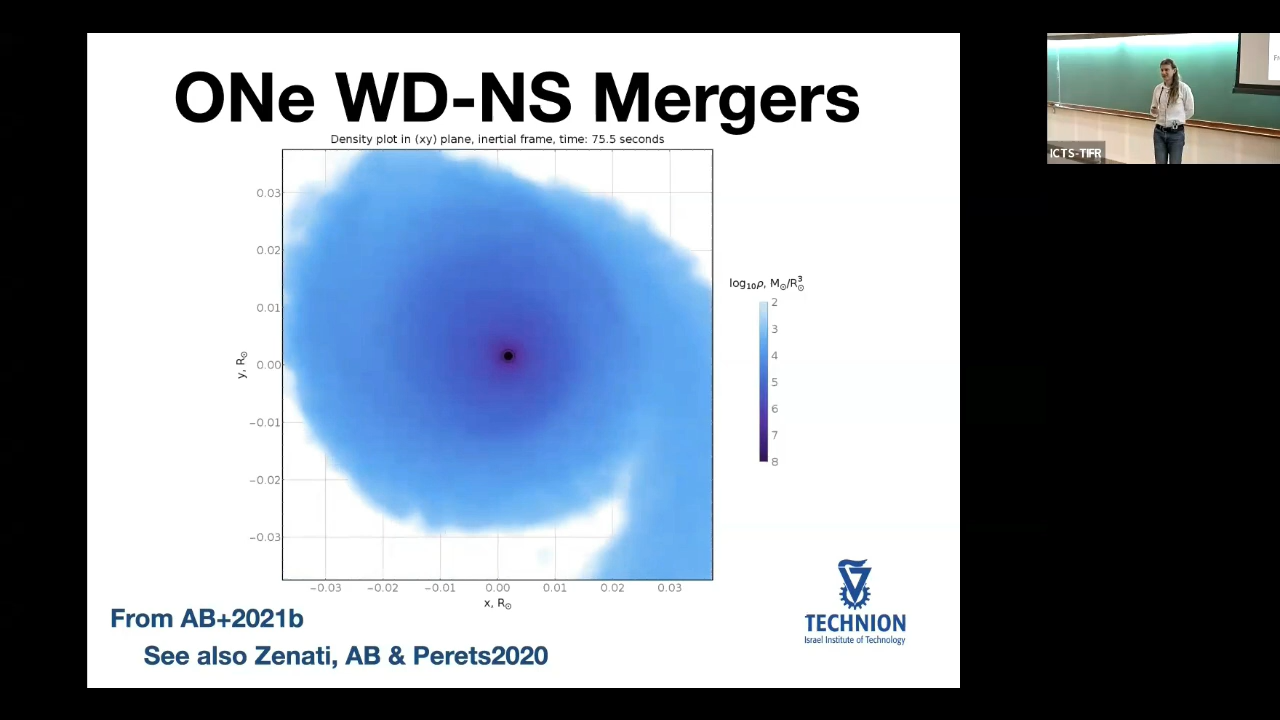 ONe WD-NS Mergers
Density plot in (xy) plane, inertial frame, time: 75.5 seconds
0.03
0.02
0.01
0.00
−0.01
−0.02
−0.03
y, R☉
−0.03 −0.02 −0.01 0.00 0.01 0.02 0.03
x, R☉
log₁₀ρ, M☉/R☉³
2
3
4
5
6
7
8
From AB+2021b
See also Zenati, AB & Perets2020
TECHNION
Israel Institute of Technology
ICTS-TIFR